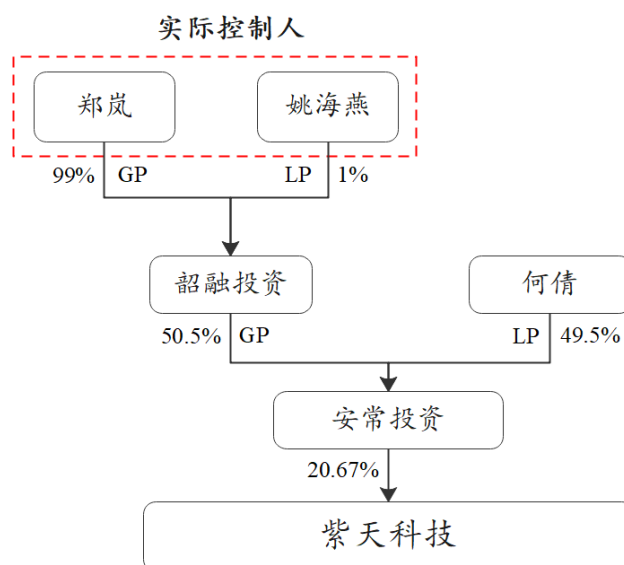 实际控制人
郑岚 姚海燕
99% GP LP 1%
韶融投资 何倩
50.5% GP LP 49.5%
安常投资
20.67%
紫天科技